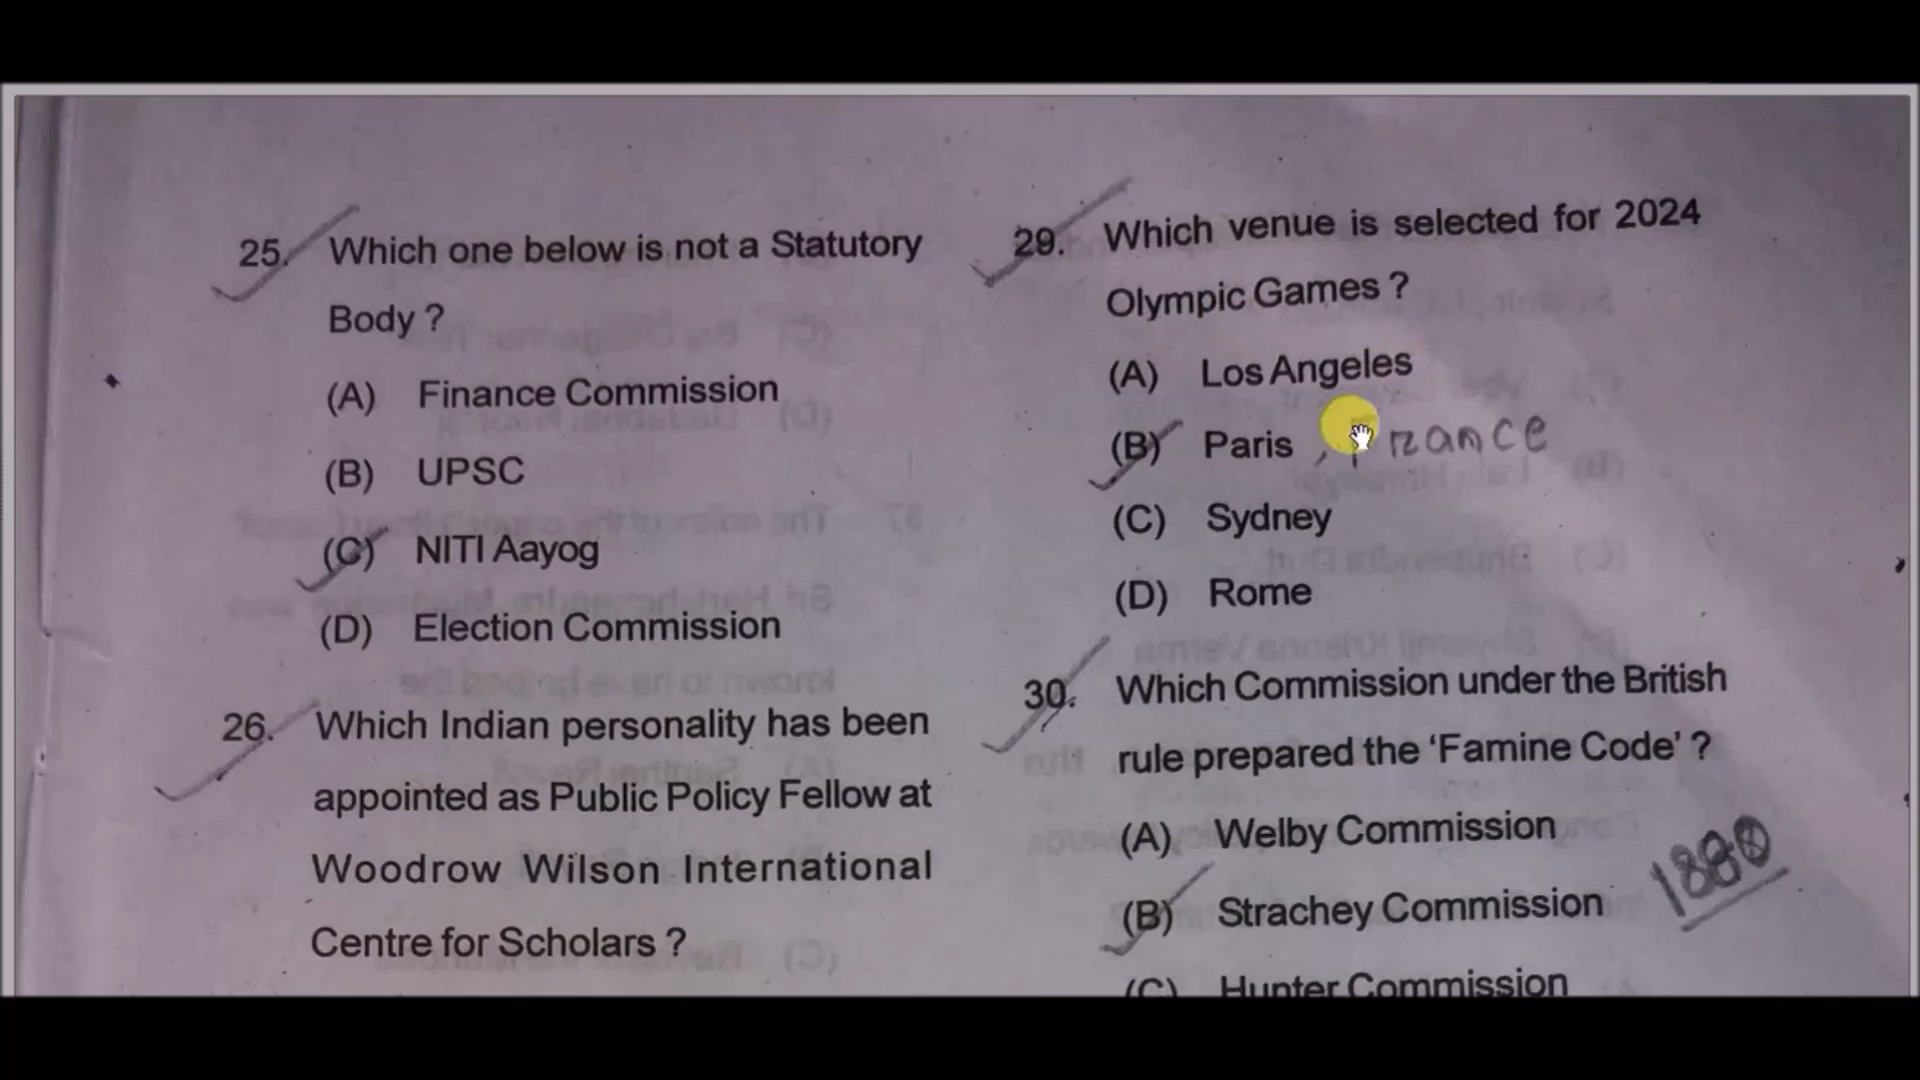 25. Which one below is not a Statutory
Body ?
(A) Finance Commission
(B) UPSC
(C) NITI Aayog
(D) Election Commission
26. Which Indian personality has been
appointed as Public Policy Fellow at
Woodrow Wilson International
Centre for Scholars ?
29. Which venue is selected for 2024
Olympic Games ?
(A) Los Angeles
(B) Paris , France
(C) Sydney
(D) Rome
30. Which Commission under the British
rule prepared the ‘Famine Code’ ?
(A) Welby Commission
(B) Strachey Commission 1880
(C) Hunter Commission